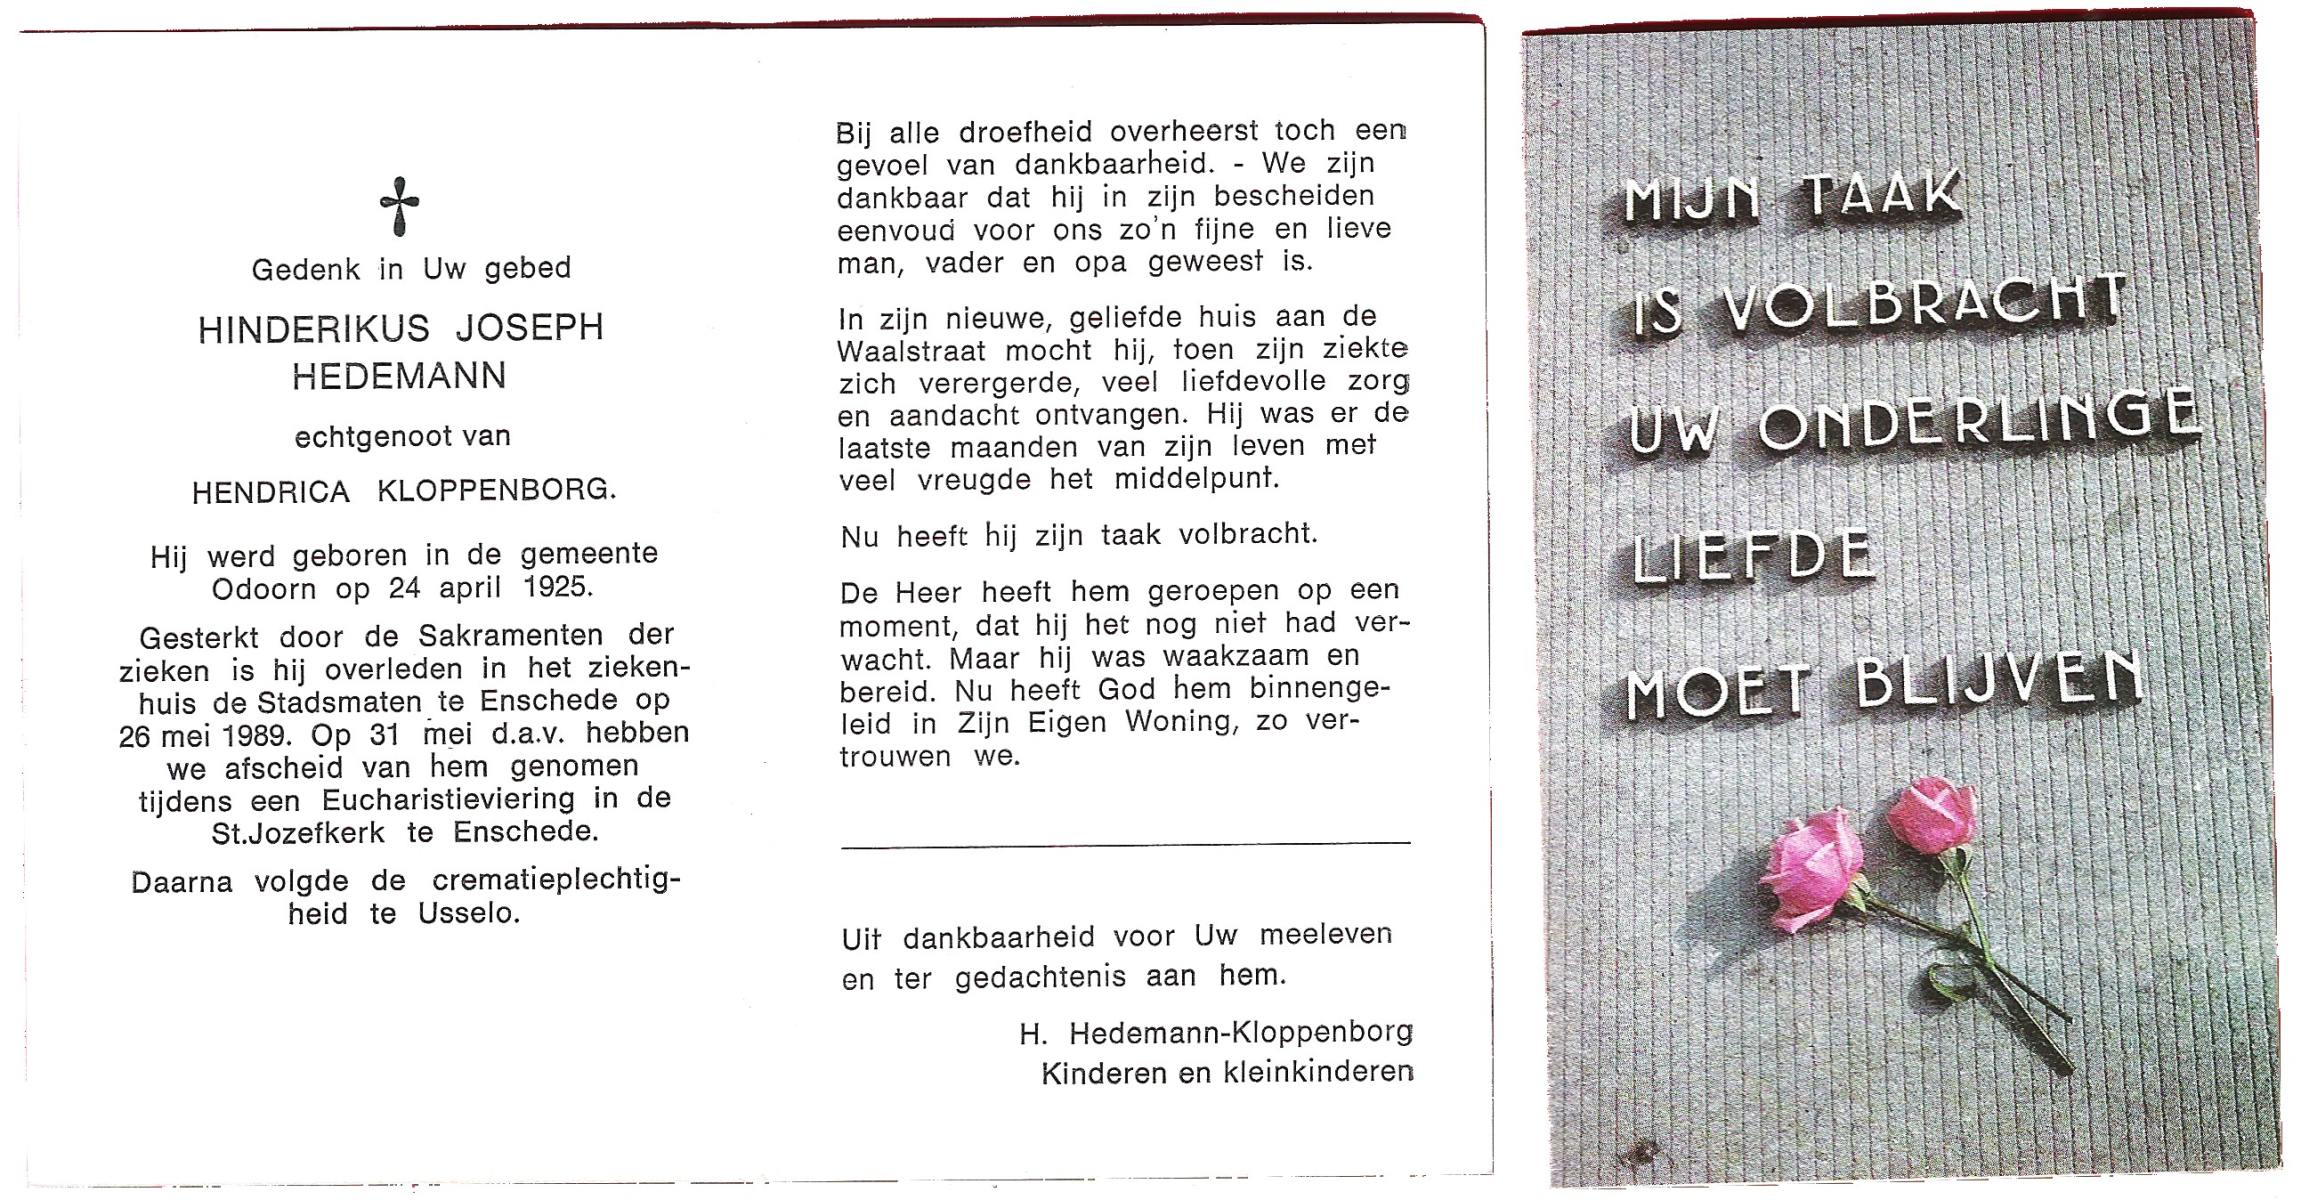 Gedenk in Uw gebed
HINDERIKUS JOSEPH
HEDEMANN
echtgenoot van
HENDRICA KLOPPENBORG.
Hij werd geboren in de gemeente
Odoorn op 24 april 1925.
Gesterkt door de Sakramenten der
zieken is hij overleden in het zieken-
huis de Stadsmaten te Enschede op
26 mei 1989. Op 31 mei d.a.v. hebben
we afscheid van hem genomen
tijdens een Eucharistieviering in de
St.Jozefkerk te Enschede.
Daarna volgde de crematieplechtig-
heid te Usselo.
Bij alle droefheid overheerst toch een
gevoel van dankbaarheid. - We zijn
dankbaar dat hij in zijn bescheiden
eenvoud voor ons zo'n fijne en lieve
man, vader en opa geweest is.
In zijn nieuwe, geliefde huis aan de
Waalstraat mocht hij, toen zijn ziekte
zich verergerde, veel liefdevolle zorg
en aandacht ontvangen. Hij was er de
laatste maanden van zijn leven met
veel vreugde het middelpunt.
Nu heeft hij zijn taak volbracht.
De Heer heeft hem geroepen op een
moment, dat hij het nog niet had ver-
wacht. Maar hij was waakzaam en
bereid. Nu heeft God hem binnenge-
leid in Zijn Eigen Woning, zo ver-
trouwen we.
Uit dankbaarheid voor Uw meeleven
en ter gedachtenis aan hem.
H. Hedemann-Kloppenborg
Kinderen en kleinkinderen
MIJN TAAK
IS VOLBRACHT
UW ONDERLINGE
LIEFDE
MOET BLIJVEN